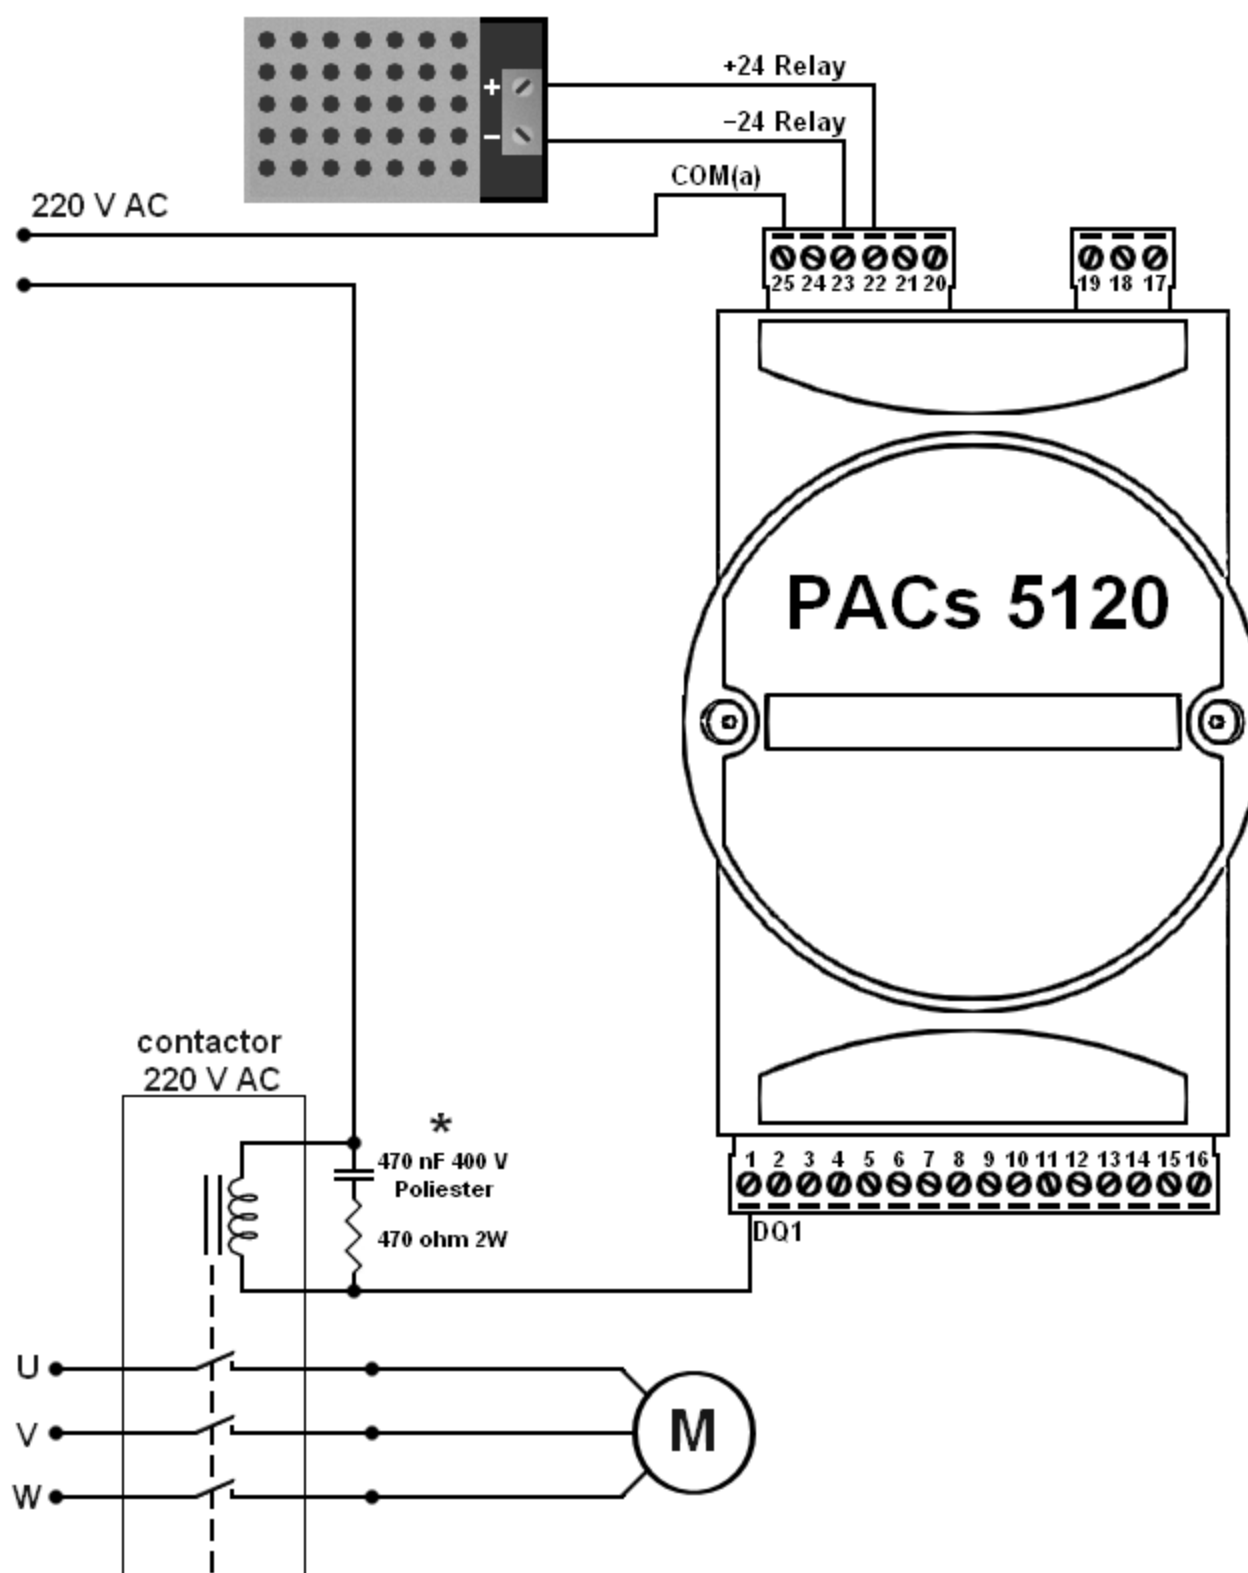 +24 Relay
+
−24 Relay
−
COM(a)
220 V AC
25 24 23 22 21 20
19 18 17
PACs 5120
contactor
220 V AC
*
470 nF 400 V
Poliester
470 ohm 2W
1 2 3 4 5 6 7 8 9 10 11 12 13 14 15 16
DQ1
U
V
M
W